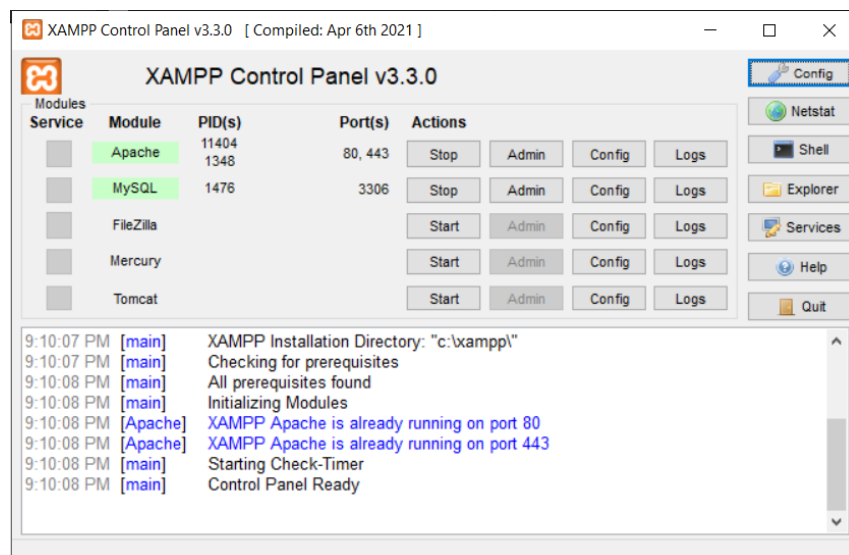 XAMPP Control Panel v3.3.0 [ Compiled: Apr 6th 2021 ]
XAMPP Control Panel v3.3.0
Config
Modules
Service Module PID(s) Port(s) Actions
Netstat
Apache 11404 1348 80, 443 Stop Admin Config Logs
Shell
MySQL 1476 3306 Stop Admin Config Logs
Explorer
FileZilla Start Admin Config Logs
Services
Mercury Start Admin Config Logs
Help
Tomcat Start Admin Config Logs
Quit
9:10:07 PM [main] XAMPP Installation Directory: "c:\xampp\"
9:10:07 PM [main] Checking for prerequisites
9:10:08 PM [main] All prerequisites found
9:10:08 PM [main] Initializing Modules
9:10:08 PM [Apache] XAMPP Apache is already running on port 80
9:10:08 PM [Apache] XAMPP Apache is already running on port 443
9:10:08 PM [main] Starting Check-Timer
9:10:08 PM [main] Control Panel Ready